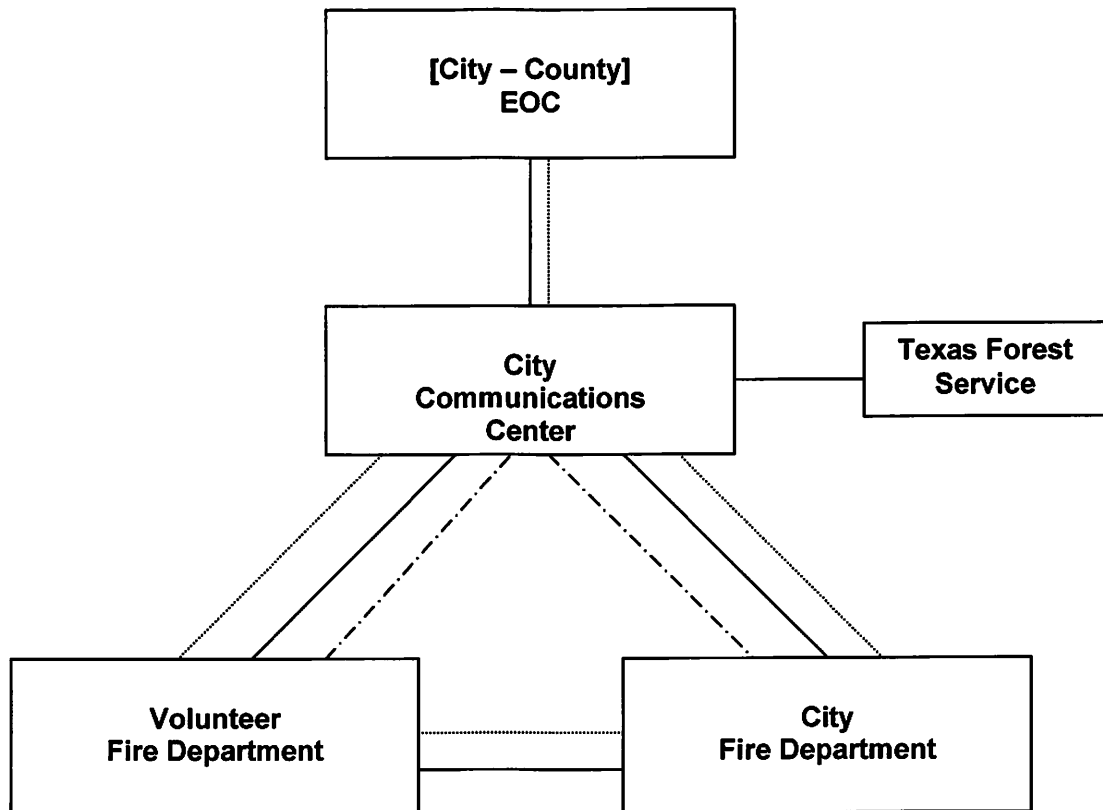 [City – County]
EOC
City
Communications
Center
Texas Forest
Service
Volunteer
Fire Department
City
Fire Department